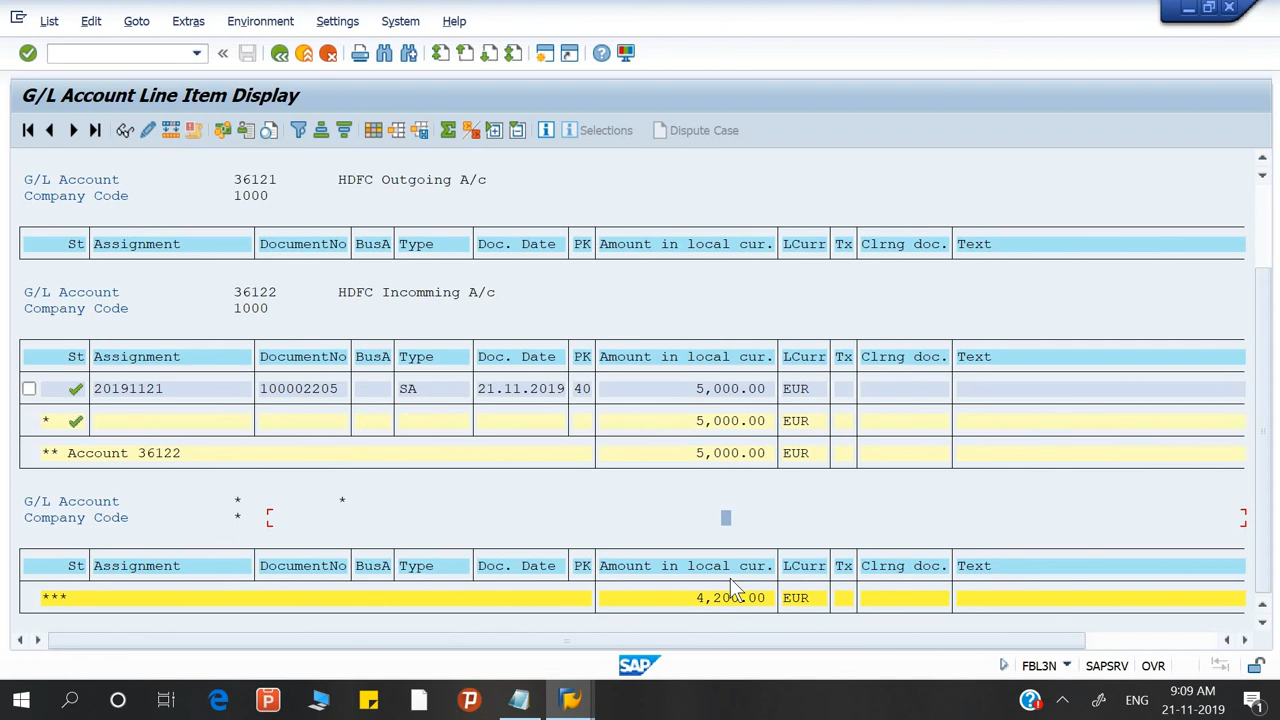 List Edit Goto Extras Environment Settings System Help
G/L Account Line Item Display
Selections Dispute Case
G/L Account 36121 HDFC Outgoing A/c
Company Code 1000
St Assignment DocumentNo BusA Type Doc. Date PK Amount in local cur. LCurr Tx Clrng doc. Text
G/L Account 36122 HDFC Incomming A/c
Company Code 1000
St Assignment DocumentNo BusA Type Doc. Date PK Amount in local cur. LCurr Tx Clrng doc. Text
20191121 100002205 SA 21.11.2019 40 5,000.00 EUR
* 5,000.00 EUR
** Account 36122 5,000.00 EUR
G/L Account * *
Company Code *
St Assignment DocumentNo BusA Type Doc. Date PK Amount in local cur. LCurr Tx Clrng doc. Text
*** 4,200.00 EUR
SAP FBL3N SAPSRV OVR
ENG 9:09 AM
21-11-2019